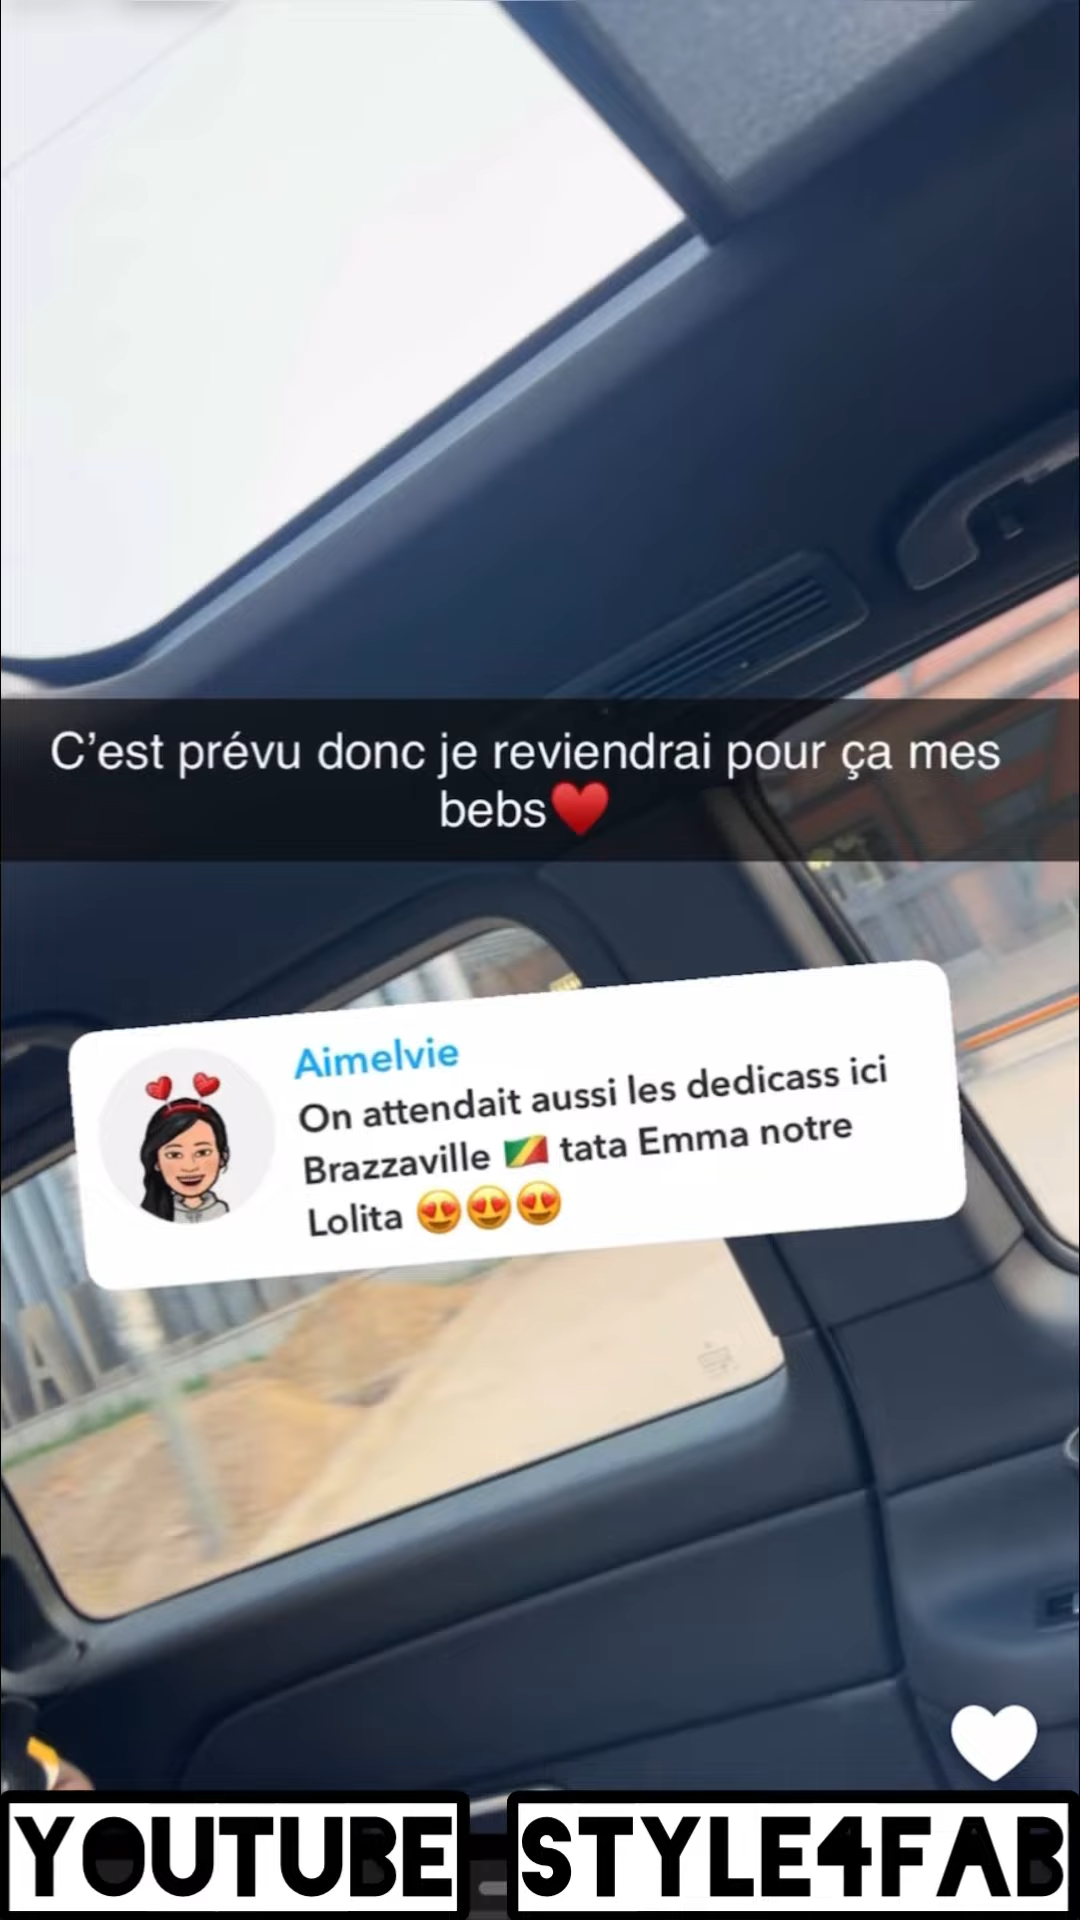 C’est prévu donc je reviendrai pour ça mes
bebs❤️
Aimelvie
On attendait aussi les dedicass ici
Brazzaville 🇨🇬 tata Emma notre
Lolita 😍😍😍
YOUTUBE STYLE4FAB